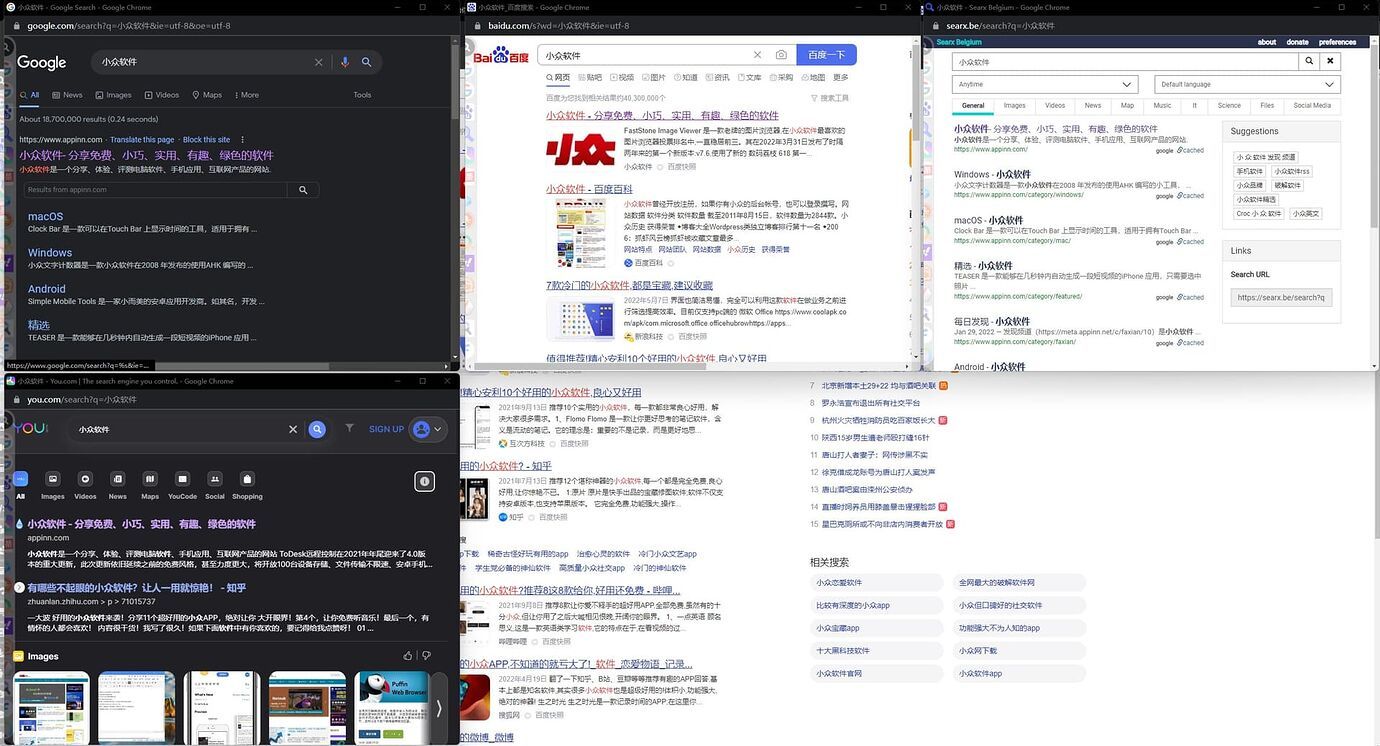 小众软件 - Google Search - Google Chrome
google.com/search?q=小众软件&ie=utf-8&oe=utf-8
Google
小众软件
All
News
Images
Videos
Maps
More
Tools
About 18,700,000 results (0.24 seconds)
https://www.appinn.com · Translate this page · Block this site
小众软件- 分享免费、小巧、实用、有趣、绿色的软件
小众软件是一个分享、体验、评测电脑软件、手机应用、互联网产品的网站.
Results from appinn.com
macOS
Clock Bar 是一款可以在Touch Bar 上显示时间的工具，适用于拥有 ...
Windows
小众文字计数器是一款小众软件在2008 年发布的使用AHK 编写的 ...
Android
Simple Mobile Tools 是一家小而美的安卓应用开发商。如其名，开发 ...
精选
TEASER 是一款能够在几秒钟内自动生成一段短视频的iPhone 应用 ...
https://www.google.com/search?q=%s&ie=...
小众软件_百度搜索 - Google Chrome
baidu.com/s?wd=小众软件&ie=utf-8
Bai 百度
小众软件
百度一下
网页
贴吧
视频
图片
知道
资讯
文库
采购
地图
更多
百度为您找到相关结果约40,300,000个
搜索工具
小众软件 - 分享免费、小巧、实用、有趣、绿色的软件
小众
FastStone Image Viewer 是一款老牌的图片浏览器,在小众软件最喜欢的
图片浏览器投票排名中,一直稳居前三。其在2022年3月31日发布了时隔
两年来的第一个新版本:v7.6,使用了新的 数码荔枝 618 第一...
小众软件
百度快照
小众软件 - 百度百科
小众软件曾经开放注册，如果你有小众的后台帐号，也可以登录撰写。网
站数据 软件分类 软件数量 截至2011年8月15日，软件数量为2844款。小
众历史 获得荣誉 •博客大全Wordpress类独立博客排行第十一名 •200
6：抓虾风云榜抓虾被收藏文章最多...
网站特点 网站团队 网站数据 小众历史 获得荣誉
百度百科
7款冷门的小众软件,都是宝藏,建议收藏
2022年5月7日 界面也简洁易懂，完全可以利用这款软件在做业务之前进
行筛选提高效率。目前仅支持pc端的 微软 Office https://www.coolapk.co
m/apk/com.microsoft.office.officehubrowhttps://apps...
新浪科技
百度快照
值得推荐!精心安利10个好用的小众软件,良心又好用
小众软件 - Searx Belgium - Google Chrome
searx.be/search?q=小众软件
Searx Belgium
about
donate
preferences
小众软件
Anytime
Default language
General
Images
Videos
News
Map
Music
It
Science
Files
Social Media
小众软件- 分享免费、小巧、实用、有趣、绿色的软件
小众软件是一个分享、体验、评测电脑软件、手机应用、互联网产品的网站.
https://www.appinn.com/
google cached
Windows - 小众软件
小众文字计数器是一款小众软件在2008 年发布的使用AHK 编写的小工具，...
https://www.appinn.com/category/windows/
google cached
macOS - 小众软件
Clock Bar 是一款可以在Touch Bar 上显示时间的工具，适用于拥有Touch Bar ...
https://www.appinn.com/category/mac/
google cached
精选 - 小众软件
TEASER 是一款能够在几秒钟内自动生成一段短视频的iPhone 应用，只需要选中
照片 ...
https://www.appinn.com/category/featured/
google cached
每日发现 - 小众软件
Jan 29, 2022 — 发现频道（https://meta.appinn.net/c/faxian/10）是小众软件 ...
https://www.appinn.com/category/faxian/
google cached
Android - 小众软件
Suggestions
小 众 软件 发现 频道
手机软件
小众软件rss
小众品牌
破解软件
小众软件精选
Croc 小 众 软件
小众英文
Links
Search URL
https://searx.be/search?q
小众软件 - You.com | The search engine you control. - Google Chrome
you.com/search?q=小众软件
YOU
小众软件
SIGN UP
All
Images
Videos
News
Maps
YouCode
Social
Shopping
小众软件 - 分享免费、小巧、实用、有趣、绿色的软件
appinn.com
小众软件是一个分享、体验、评测电脑软件、手机应用、互联网产品的网站 ToDesk远程控制在2021年年尾迎来了4.0版
本的重大更新，此次更新依旧延续之前的免费风格，甚至力度更大，将开放100台设备存储、文件传输不限速、安卓手机...
有哪些不起眼的小众软件？让人一用就惊艳！ - 知乎
zhuanlan.zhihu.com > p > 71015737
一大波 好用的小众软件来袭！分享11个超好用的小众APP，绝对让你 大开眼界！第4个，让你免费听音乐！最后一个，有
情怀的人都会喜欢！ 内容很干货！我写了很久！如果下面软件中有你喜欢的，要记得给我点赞呀！ 01 ...
Images
Puffin
Web Browser
!精心安利10个好用的小众软件,良心又好用
2021年9月13日 推荐10个实用的小众软件，每一款都非常良心好用，解
决大家很多需求。1、Flomo Flomo 是一款让你更好思考的笔记软件，含
义是流动的笔记。它的理念是：重要的不是记录，而是更好地思...
互次方科技
百度快照
用的小众软件? - 知乎
2021年7月13日 推荐12个堪称神器的小众软件,每一个都是完全免费,良心
好用,让你惊艳不已。 1.原片 原片是快手出品的宝藏修图软件,软件不仅支
持安卓版本,也支持苹果版本。 它完全免费,功能强大,操作...
知乎
百度快照
p下载 稀奇古怪好玩有用的app 治愈心灵的软件 冷门小众文艺app
件 学生党必备的神仙软件 高质量小众社交app 冷门的神仙软件
用的小众软件?推荐8这8款给你,好用还免费 - 哔哩...
2021年9月8日 推荐8款让你爱不释手的超好用APP,全部免费,虽然有的十
分小众,但让你用了之后大喊相见恨晚,开阔你的眼界。 1、一点英语 顾名
思义,这是一款英语类学习软件,它的特点在于,在看视频的过...
哔哩哔哩
百度快照
的小众APP,不知道的就亏大了!_软件_恋爱物语_记录...
2022年4月19日 翻了一下知乎、B站、豆瓣等等推荐有趣的APP回答,基
本上都是知名软件,其实很多小众软件也是超级好用的!体积小,功能强大,
绝对的神器! 生之时光 生之时光是一款记录时间的APP,在这里你...
搜狐网
百度快照
的微博_微博
7 北京新增本土29+22 均与酒吧关联 热
8 罗永浩宣布退出所有社交平台
9 杭州火灾牺牲消防员吃百家饭长大 新
10 陕西15岁男生遭老师殴打缝16针
11 唐山打人者妻子：网传涉黑不实
12 徐克借成龙账号为唐山打人案发声
13 唐山酒吧案由滦州公安侦办
14 直播时饲养员用膝盖暴击猩猩脸部 新
15 星巴克厕所或不向非店内消费者开放 新
相关搜索
小众恋爱软件
全网最大的破解软件网
比较有深度的小众app
小众但口碑好的社交软件
小众宝藏app
功能强大不为人知的app
十大黑科技软件
小众网下载
小众软件官网
小众软件app